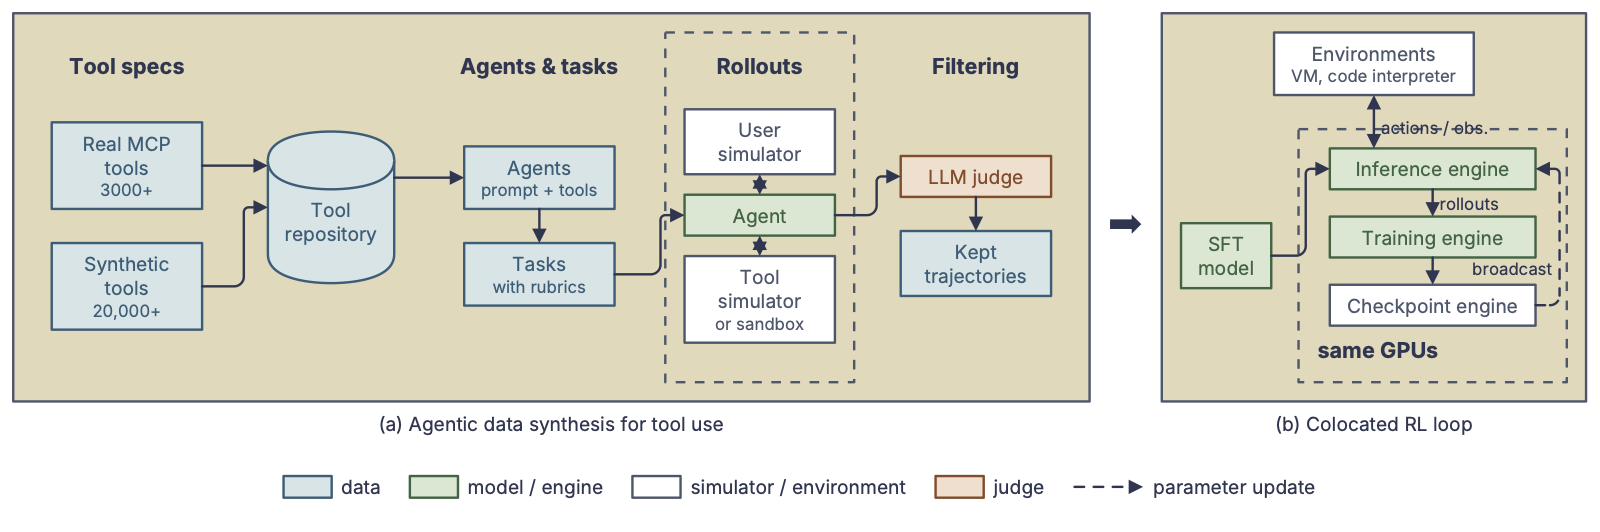 Tool specs
Real MCP
tools
3000+
Synthetic
tools
20,000+
Tool
repository
Agents & tasks
Agents
prompt + tools
Tasks
with rubrics
Rollouts
User
simulator
Agent
Tool
simulator
or sandbox
Filtering
LLM judge
Kept
trajectories
(a) Agentic data synthesis for tool use
Environments
VM, code interpreter
actions / obs.
Inference engine
rollouts
Training engine
broadcast
Checkpoint engine
SFT
model
same GPUs
(b) Colocated RL loop
data
model / engine
simulator / environment
judge
parameter update